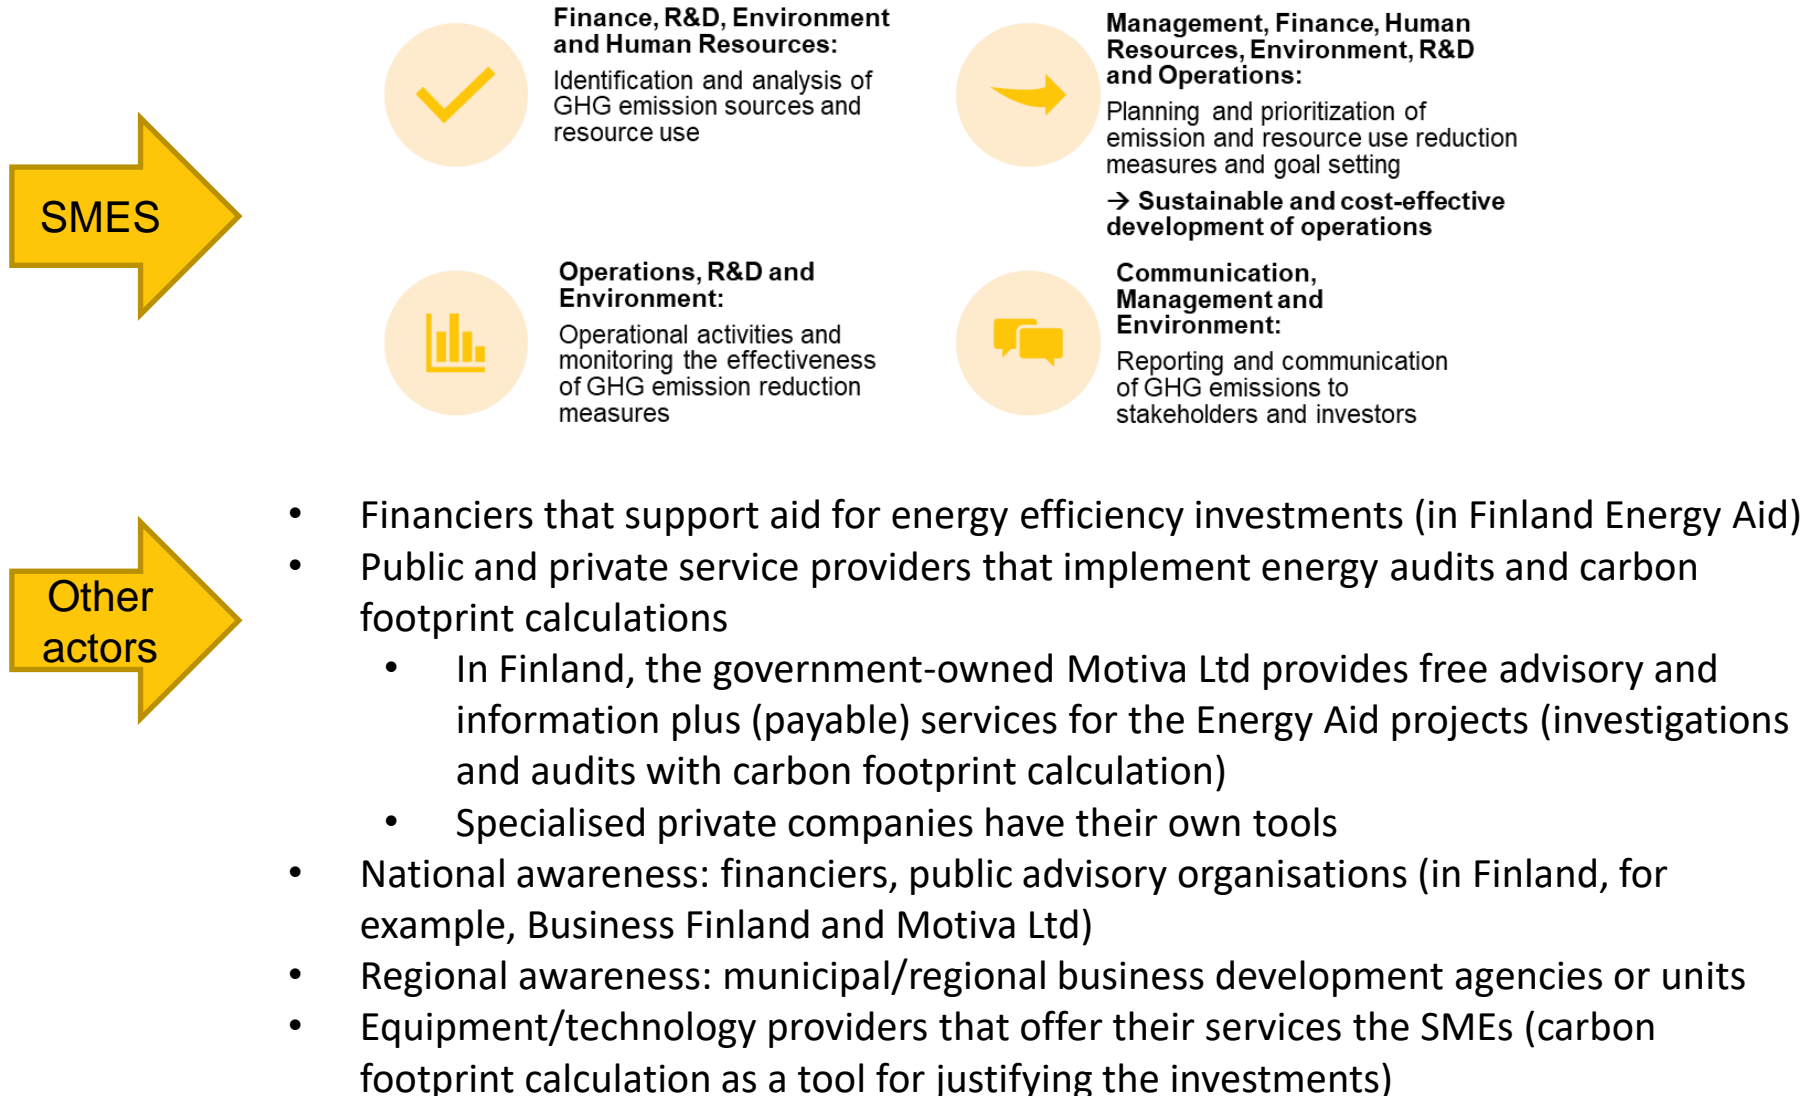 SMES
Finance, R&D, Environment
and Human Resources:
Identification and analysis of
GHG emission sources and
resource use
Management, Finance, Human
Resources, Environment, R&D
and Operations:
Planning and prioritization of
emission and resource use reduction
measures and goal setting
→ Sustainable and cost-effective
development of operations
Operations, R&D and
Environment:
Operational activities and
monitoring the effectiveness
of GHG emission reduction
measures
Communication,
Management and
Environment:
Reporting and communication
of GHG emissions to
stakeholders and investors
Other
actors
• Financiers that support aid for energy efficiency investments (in Finland Energy Aid)
• Public and private service providers that implement energy audits and carbon
footprint calculations
• In Finland, the government-owned Motiva Ltd provides free advisory and
information plus (payable) services for the Energy Aid projects (investigations
and audits with carbon footprint calculation)
• Specialised private companies have their own tools
• National awareness: financiers, public advisory organisations (in Finland, for
example, Business Finland and Motiva Ltd)
• Regional awareness: municipal/regional business development agencies or units
• Equipment/technology providers that offer their services the SMEs (carbon
footprint calculation as a tool for justifying the investments)